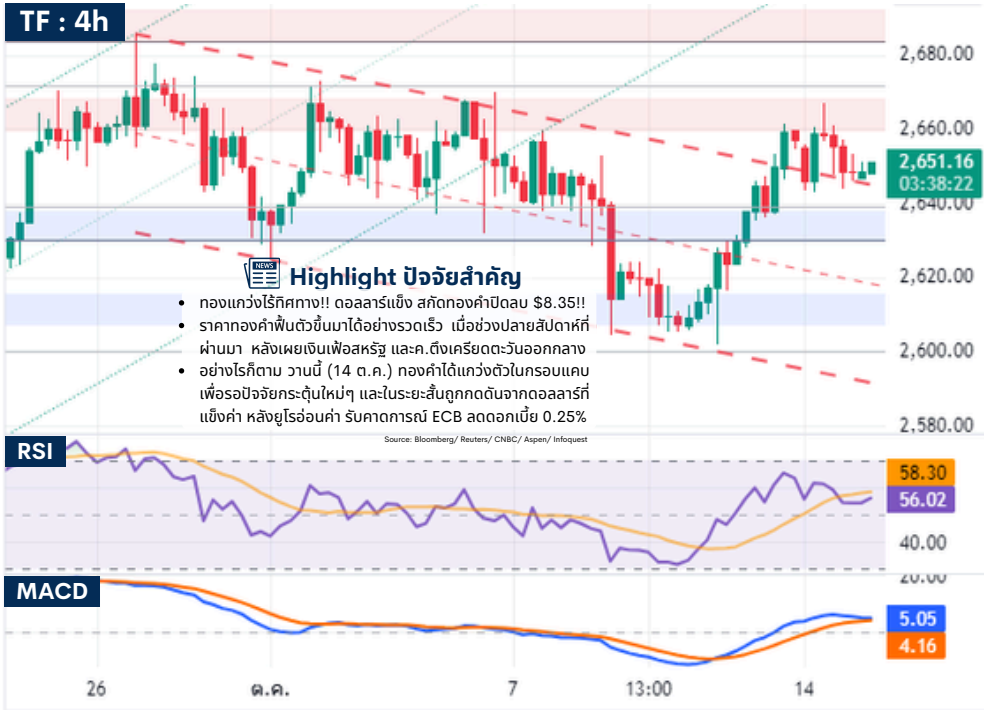 TF : 4h
2,680.00
2,660.00
2,651.16
03:38:22
2,640.00
2,620.00
2,600.00
2,580.00
NEWS
Highlight ปัจจัยสำคัญ
• ทองแกว่งไร้ทิศทาง!! ดอลลาร์แข็ง สกัดทองคำปิดลบ $8.35!!
• ราคาทองคำฟื้นตัวขึ้นมาได้อย่างรวดเร็ว เมื่อช่วงปลายสัปดาห์ที่
ผ่านมา หลังเผยเงินเฟ้อสหรัฐ และค.ตึงเครียดตะวันออกกลาง
• อย่างไรก็ตาม วานนี้ (14 ต.ค.) ทองคำได้แกว่งตัวในกรอบแคบ
เพื่อรอปัจจัยกระตุ้นใหม่ๆ และในระยะสั้นถูกกดดันจากดอลลาร์ที่
แข็งค่า หลังยูโรอ่อนค่า รับคาดการณ์ ECB ลดดอกเบี้ย 0.25%
Source: Bloomberg/ Reuters/ CNBC/ Aspen/ Infoquest
RSI
58.30
56.02
40.00
MACD
20.00
5.05
4.16
26 ต.ค. 7 13:00 14